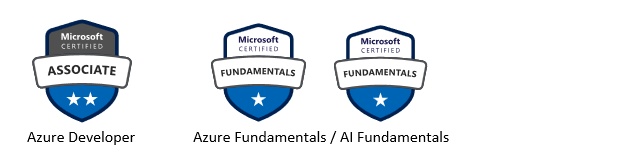 Microsoft
CERTIFIED
ASSOCIATE
Microsoft
CERTIFIED
FUNDAMENTALS
Microsoft
CERTIFIED
FUNDAMENTALS
Azure Developer
Azure Fundamentals / AI Fundamentals